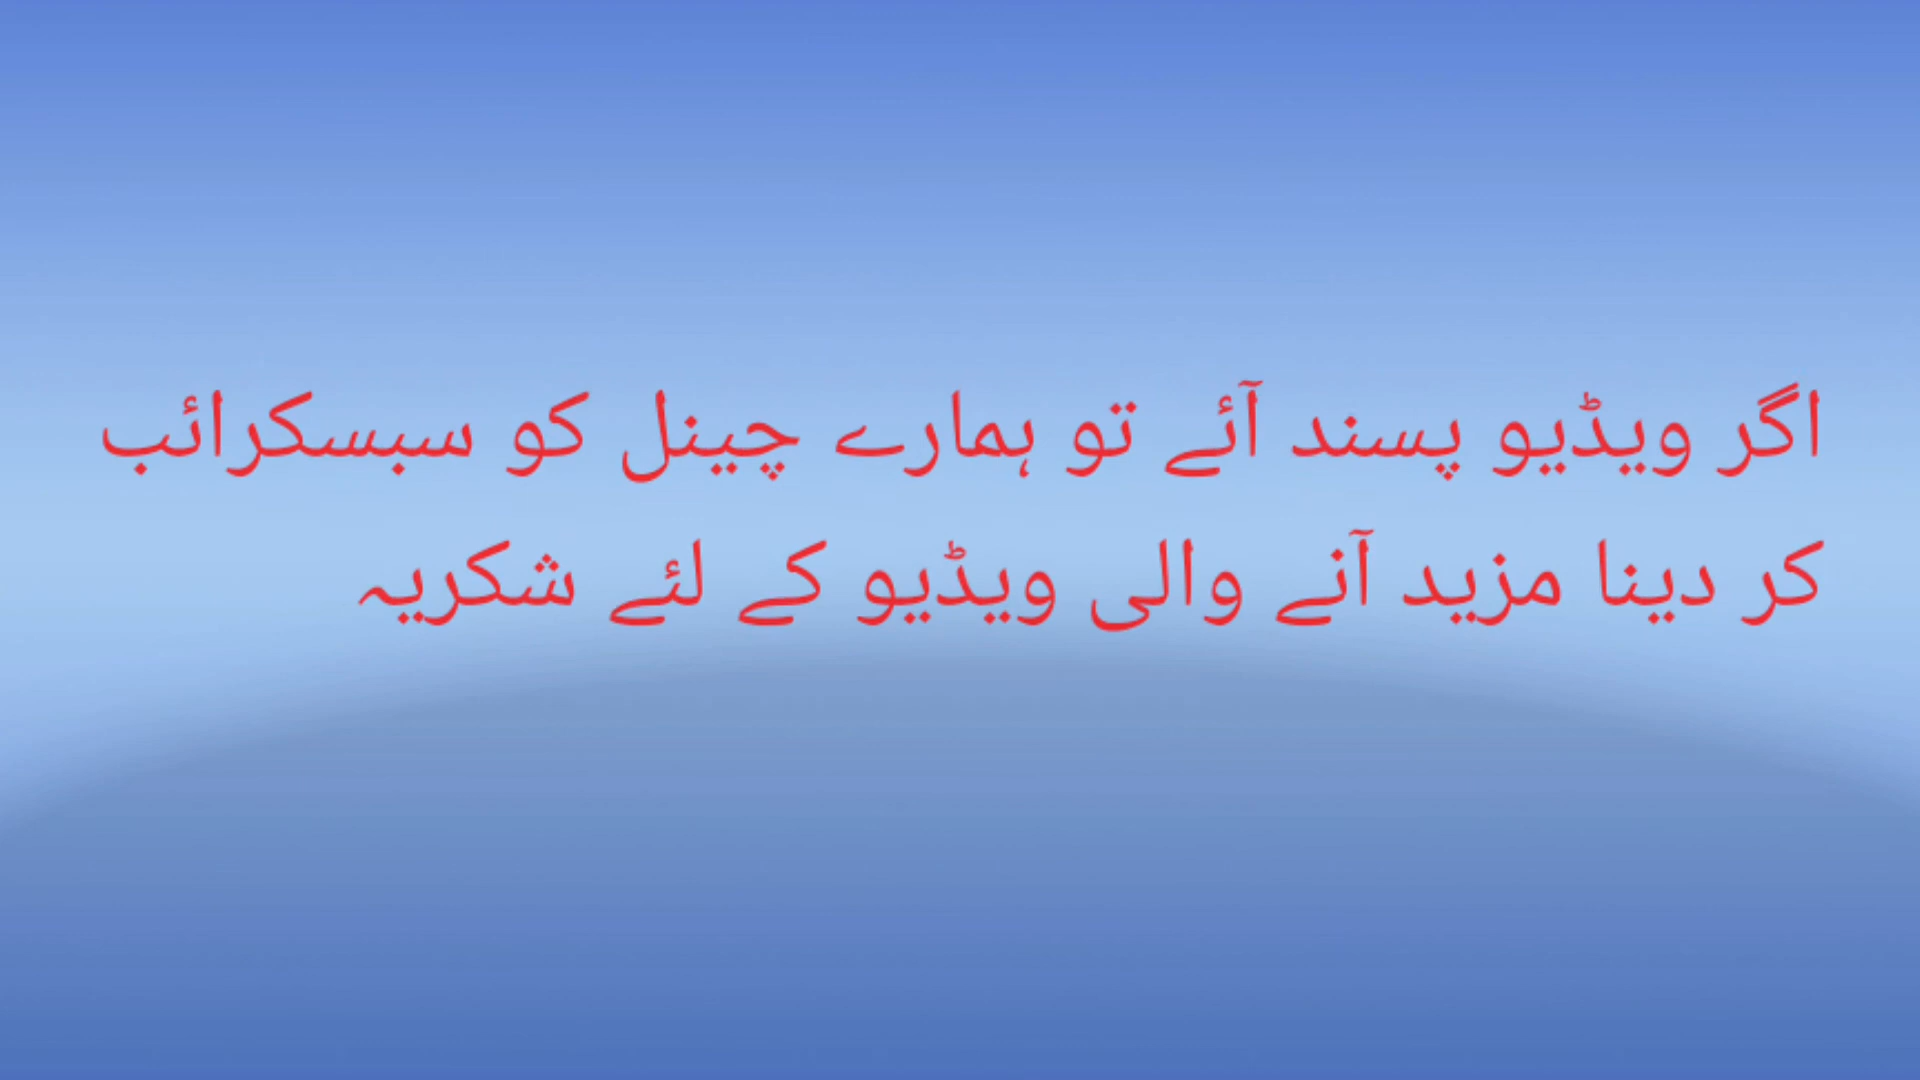 اگر ویڈیو پسند آئے تو ہمارے چینل کو سبسکرائب
کر دینا مزید آنے والی ویڈیو کے لئے شکریہ